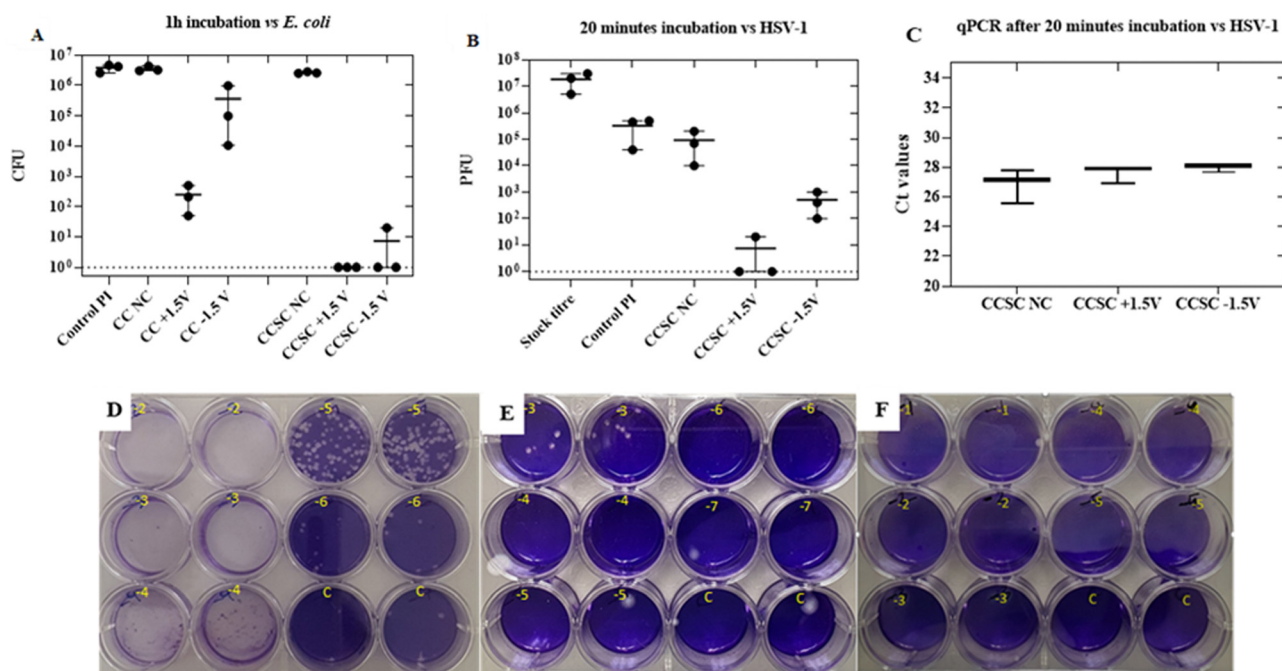 A
1h incubation vs E. coli
CFU
10⁷
10⁶
10⁵
10⁴
10³
10²
10¹
10⁰
Control PI
CC NC
CC +1.5V
CC -1.5 V
CCSC NC
CCSC +1.5 V
CCSC -1.5V
B
20 minutes incubation vs HSV-1
PFU
10⁸
10⁷
10⁶
10⁵
10⁴
10³
10²
10¹
10⁰
Stock titre
Control PI
CCSC NC
CCSC +1.5V
CCSC -1.5V
C
qPCR after 20 minutes incubation vs HSV-1
Ct values
34
32
30
28
26
24
22
20
CCSC NC
CCSC +1.5V
CCSC -1.5V
D
-2 -2 -5 -5
-3 -3 -6 -6
-4 -4 C C
E
-3 -3 -6 -6
-4 -4 -7 -7
-5 -5 C C
F
-1 -1 -4 -4
-2 -2 -5 -5
-3 -3 C C